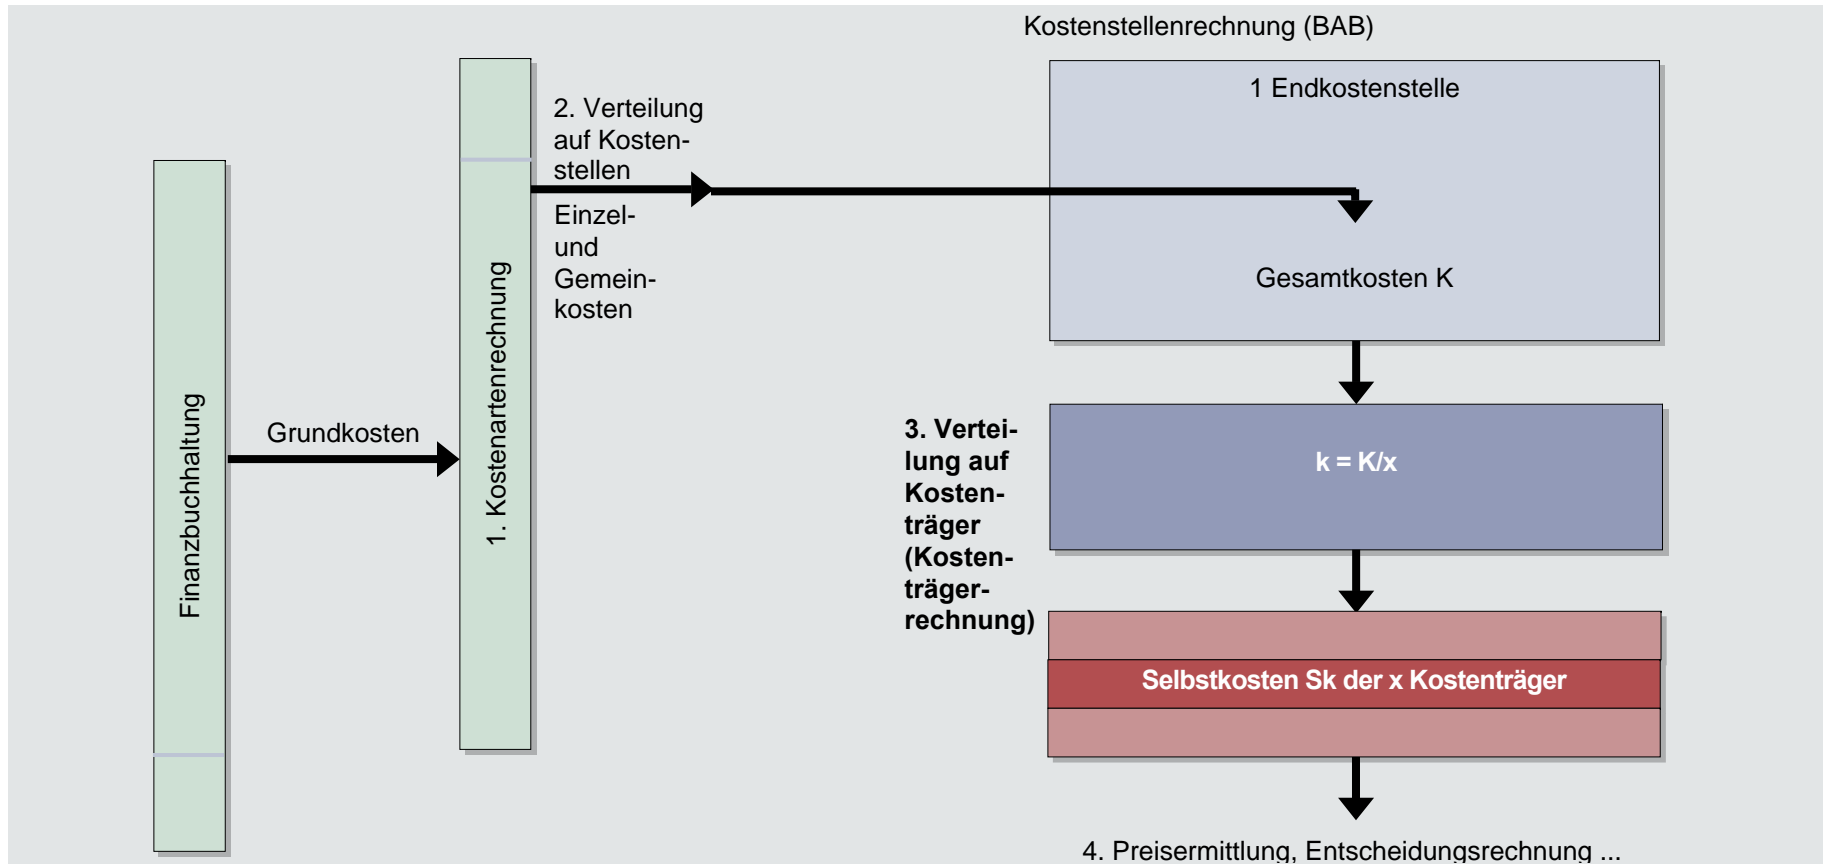 Kostenstellenrechnung (BAB)
1 Endkostenstelle
2. Verteilung
auf Kosten-
stellen
Einzel-
und
Gemein-
kosten
Gesamtkosten K
1. Kostenartenrechnung
Finanzbuchhaltung
Grundkosten
3. Vertei-
lung auf
Kosten-
träger
(Kosten-
träger-
rechnung)
k = K/x
Selbstkosten Sk der x Kostenträger
4. Preisermittlung, Entscheidungsrechnung ...